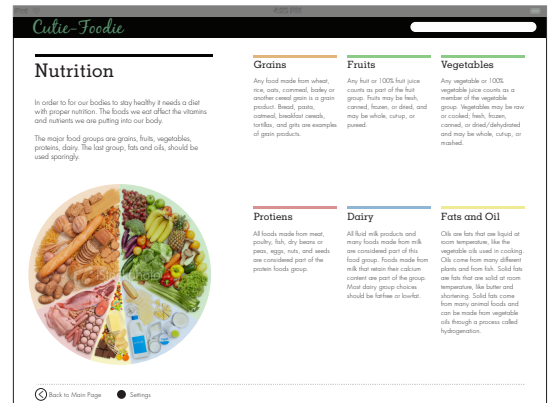 iPad
4:35 PM
Cutie-Foodie
Nutrition
In order to for our bodies to stay healthy it needs a diet
with proper nutrition. The foods we eat affect the vitamins
and nutrients we are putting into our body.
The major food groups are grains, fruits, vegetables,
proteins, dairy. The last group, fats and oils, should be
used sparingly.
Grains
Any food made from wheat,
rice, oats, cornmeal, barley or
another cereal grain is a grain
product. Bread, pasta,
oatmeal, breakfast cereals,
tortillas, and grits are examples
of grain products.
Fruits
Any fruit or 100% fruit juice
counts as part of the fruit
group. Fruits may be fresh,
canned, frozen, or dried, and
may be whole, cut-up, or
pureed.
Vegetables
Any vegetable or 100%
vegetable juice counts as a
member of the vegetable
group. Vegetables may be raw
or cooked; fresh, frozen,
canned, or dried/dehydrated
and may be whole, cut-up, or
mashed.
Protiens
All foods made from meat,
poultry, fish, dry beans or
peas, eggs, nuts, and seeds
are considered part of the
protein foods group.
Dairy
All fluid milk products and
many foods made from milk
are considered part of this
food group. Foods made from
milk that retain their calcium
content are part of the group.
Most dairy group choices
should be fat-free or low-fat.
Fats and Oil
Oils are fats that are liquid at
room temperature, like the
vegetable oils used in cooking.
Oils come from many different
plants and from fish. Solid fats
are fats that are solid at room
temperature, like butter and
shortening. Solid fats come
from many animal foods and
can be made from vegetable
oils through a process called
hydrogenation.
Back to Main Page
Settings